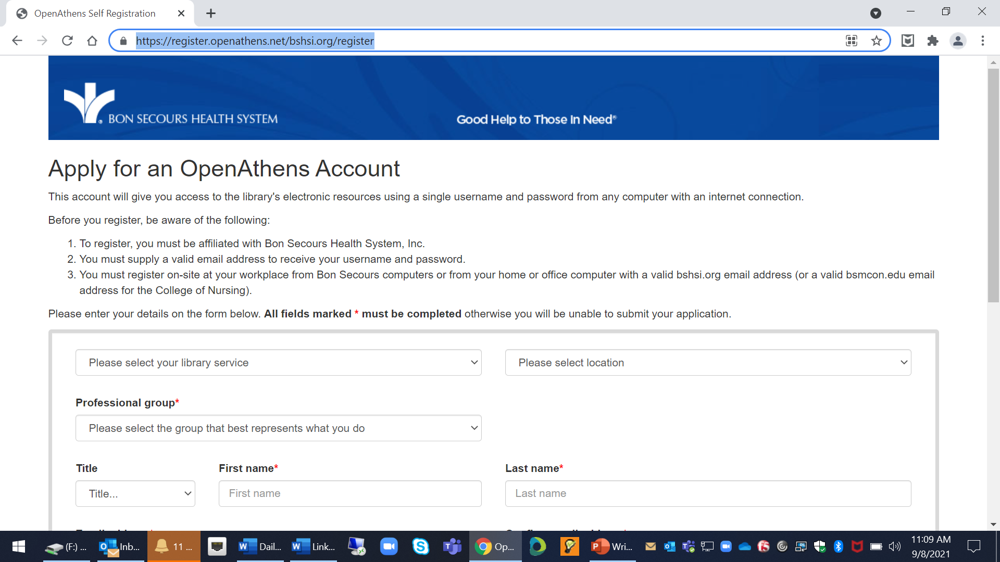 OpenAthens Self Registration
https://register.openathens.net/bshsi.org/register
BON SECOURS HEALTH SYSTEM
Good Help to Those In Need®
Apply for an OpenAthens Account
This account will give you access to the library's electronic resources using a single username and password from any computer with an internet connection.
Before you register, be aware of the following:
1. To register, you must be affiliated with Bon Secours Health System, Inc.
2. You must supply a valid email address to receive your username and password.
3. You must register on-site at your workplace from Bon Secours computers or from your home or office computer with a valid bshsi.org email address (or a valid bsmcon.edu email
address for the College of Nursing).
Please enter your details on the form below. All fields marked * must be completed otherwise you will be unable to submit your application.
Please select your library service
Please select location
Professional group*
Please select the group that best represents what you do
Title
First name*
Last name*
Title...
First name
Last name
(F:) ...
Inb...
11 ...
Dail...
Link...
Op...
Wri...
11:09 AM
9/8/2021